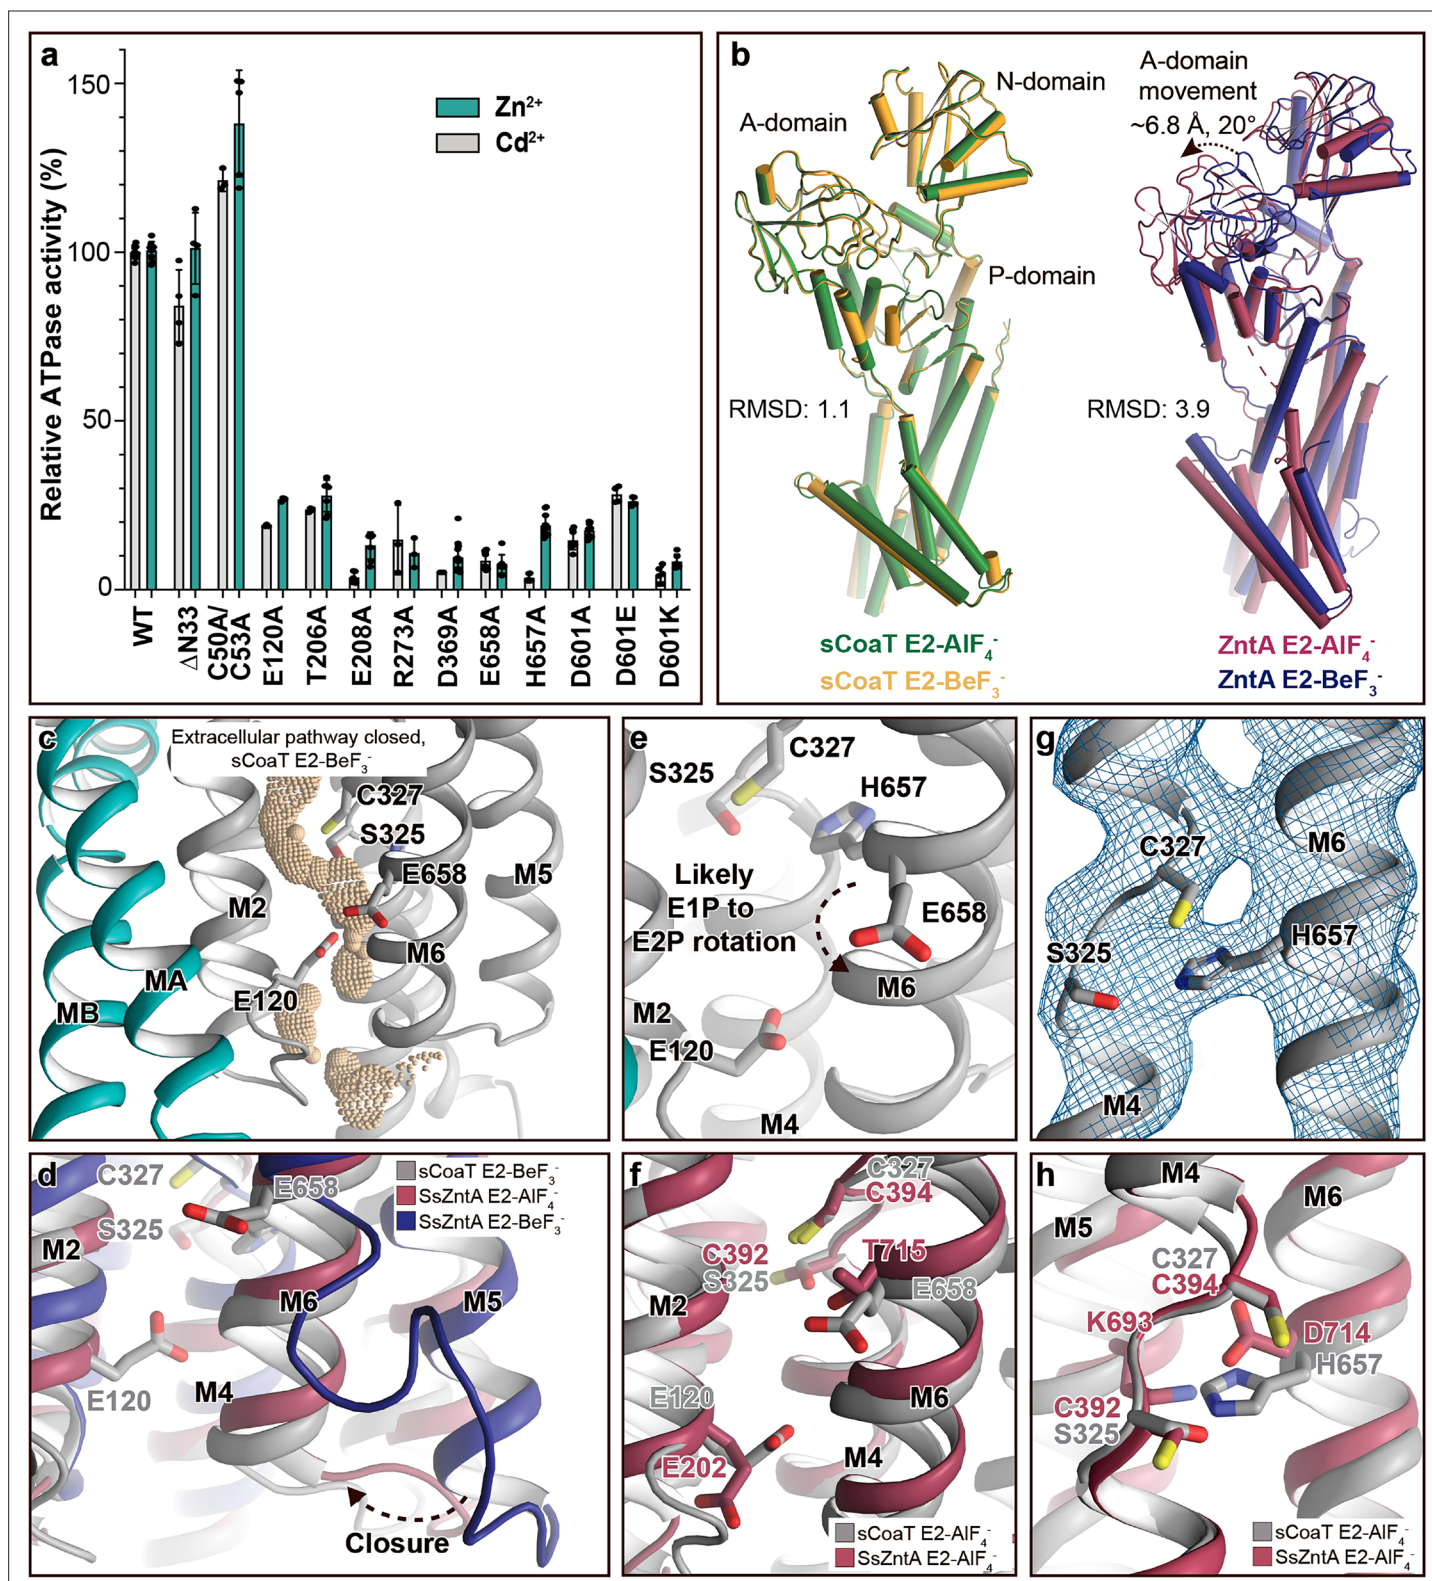 a
Relative ATPase activity (%)
150
100
50
0
Zn²⁺
Cd²⁺
WT
ΔN33
C50A/
C53A
E120A
T206A
E208A
R273A
D369A
E658A
H657A
D601A
D601E
D601K
b
A-domain
N-domain
P-domain
RMSD: 1.1
sCoaT E2-AlF₄⁻
sCoaT E2-BeF₃⁻
A-domain
movement
~6.8 Å, 20°
RMSD: 3.9
ZntA E2-AlF₄⁻
ZntA E2-BeF₃⁻
c
Extracellular pathway closed,
sCoaT E2-BeF₃⁻
C327
S325
E658
M5
M2
M6
MA
E120
MB
e
C327
S325
H657
Likely
E1P to
E2P rotation
E658
M6
M2
E120
M4
g
C327
M6
H657
S325
M4
d
sCoaT E2-BeF₃⁻
SsZntA E2-AlF₄⁻
SsZntA E2-BeF₃⁻
C327
E658
S325
M2
M6
M5
E120
M4
Closure
f
C327
C394
C392
S325
T715
E658
M2
E120
M6
E202
M4
sCoaT E2-AlF₄⁻
SsZntA E2-AlF₄⁻
h
M4
M6
M5
C327
C394
K693
D714
H657
C392
S325
sCoaT E2-AlF₄⁻
SsZntA E2-AlF₄⁻